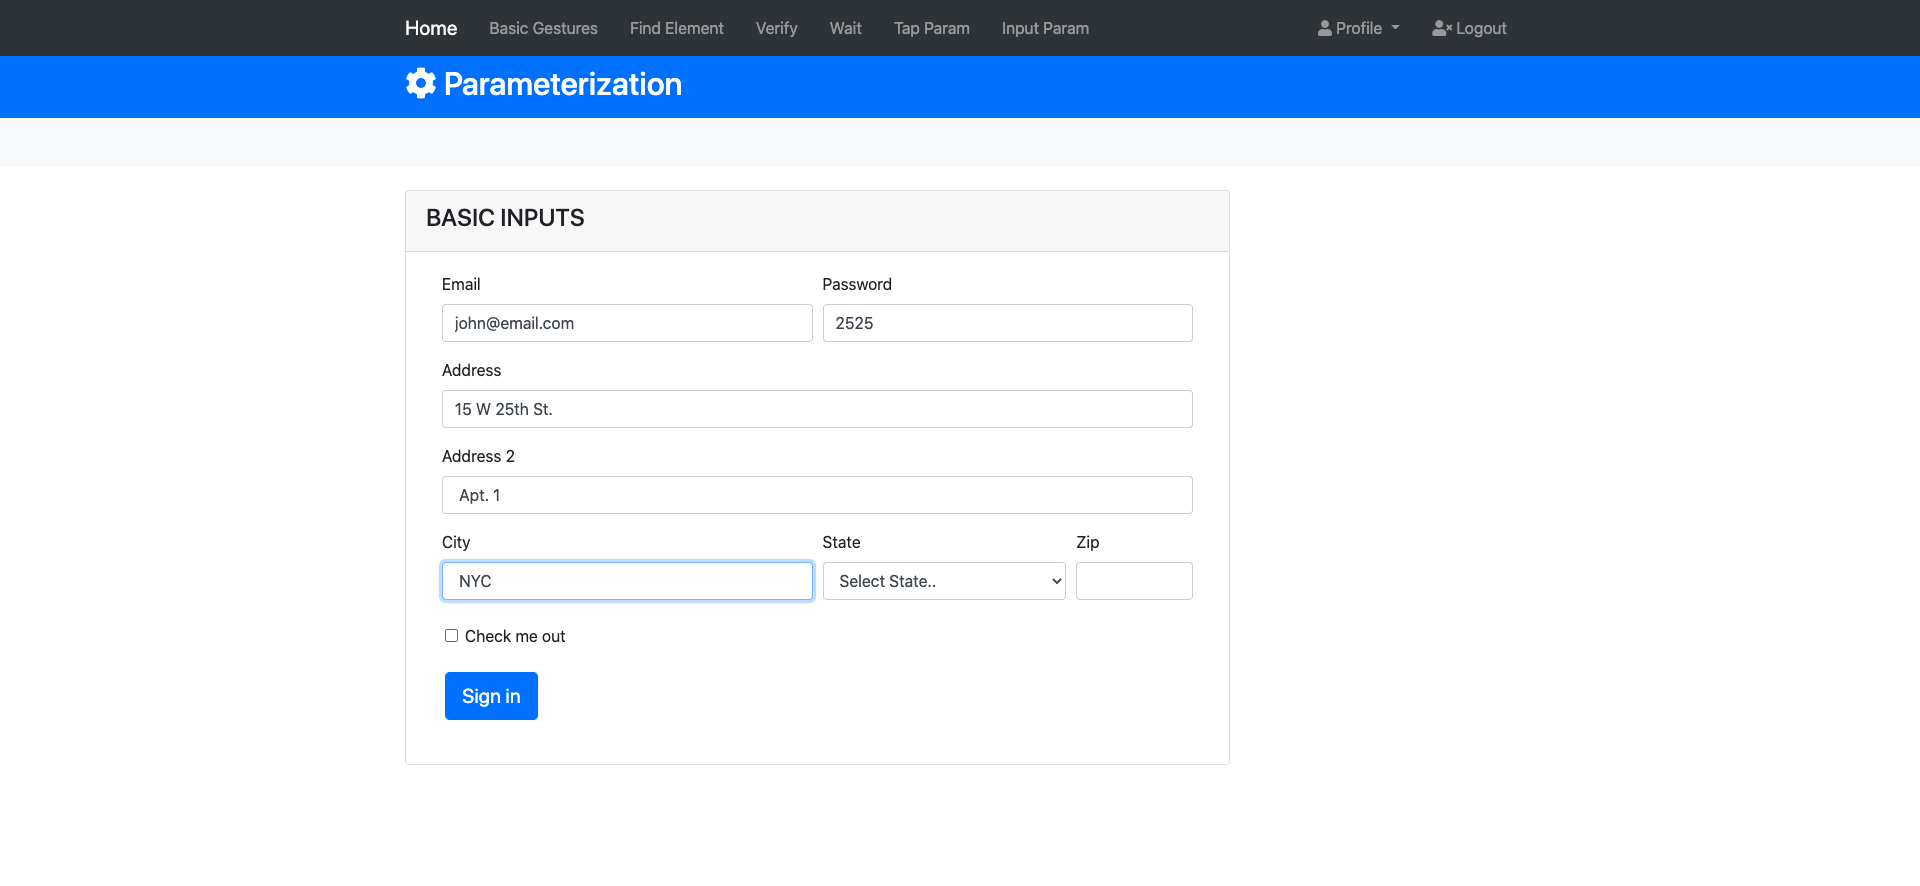 Home Basic Gestures Find Element Verify Wait Tap Param Input Param Profile Logout
Parameterization
BASIC INPUTS
Email Password
john@email.com 2525
Address
15 W 25th St.
Address 2
Apt. 1
City State Zip
NYC Select State..
Check me out
Sign in